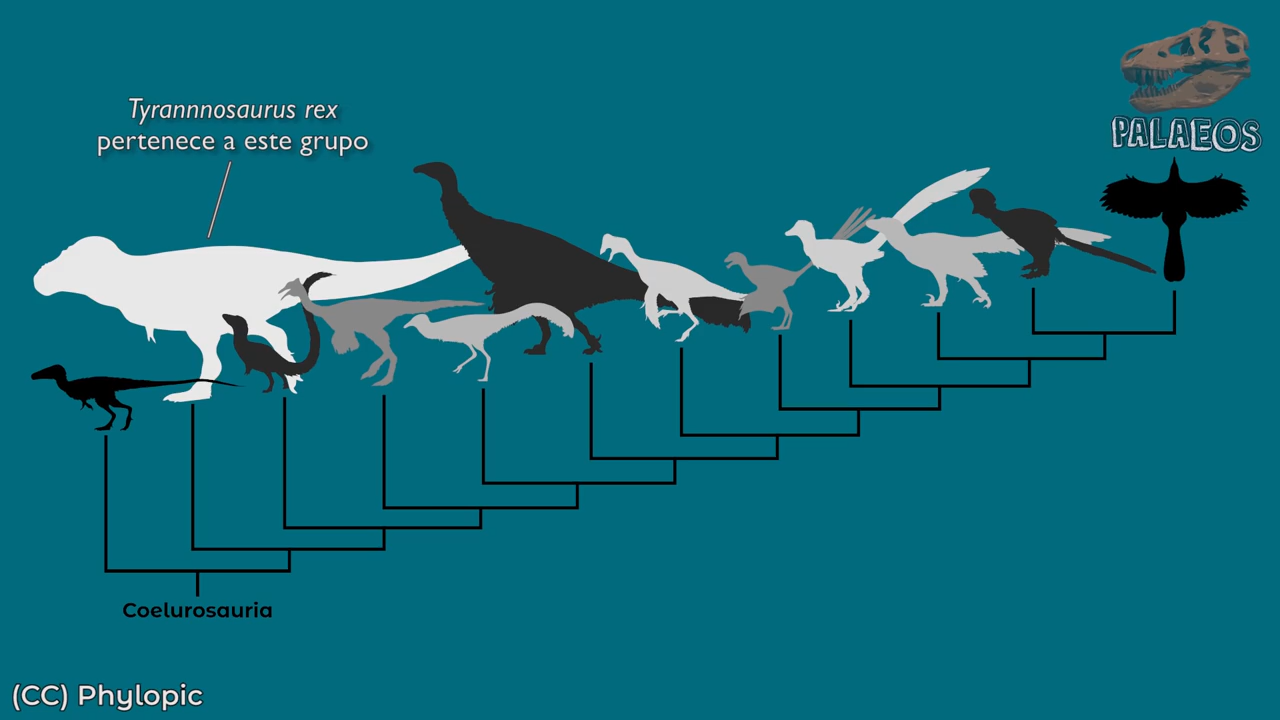 Tyrannnosaurus rex
pertenece a este grupo
PALAEOS
Coelurosauria
(CC) Phylopic